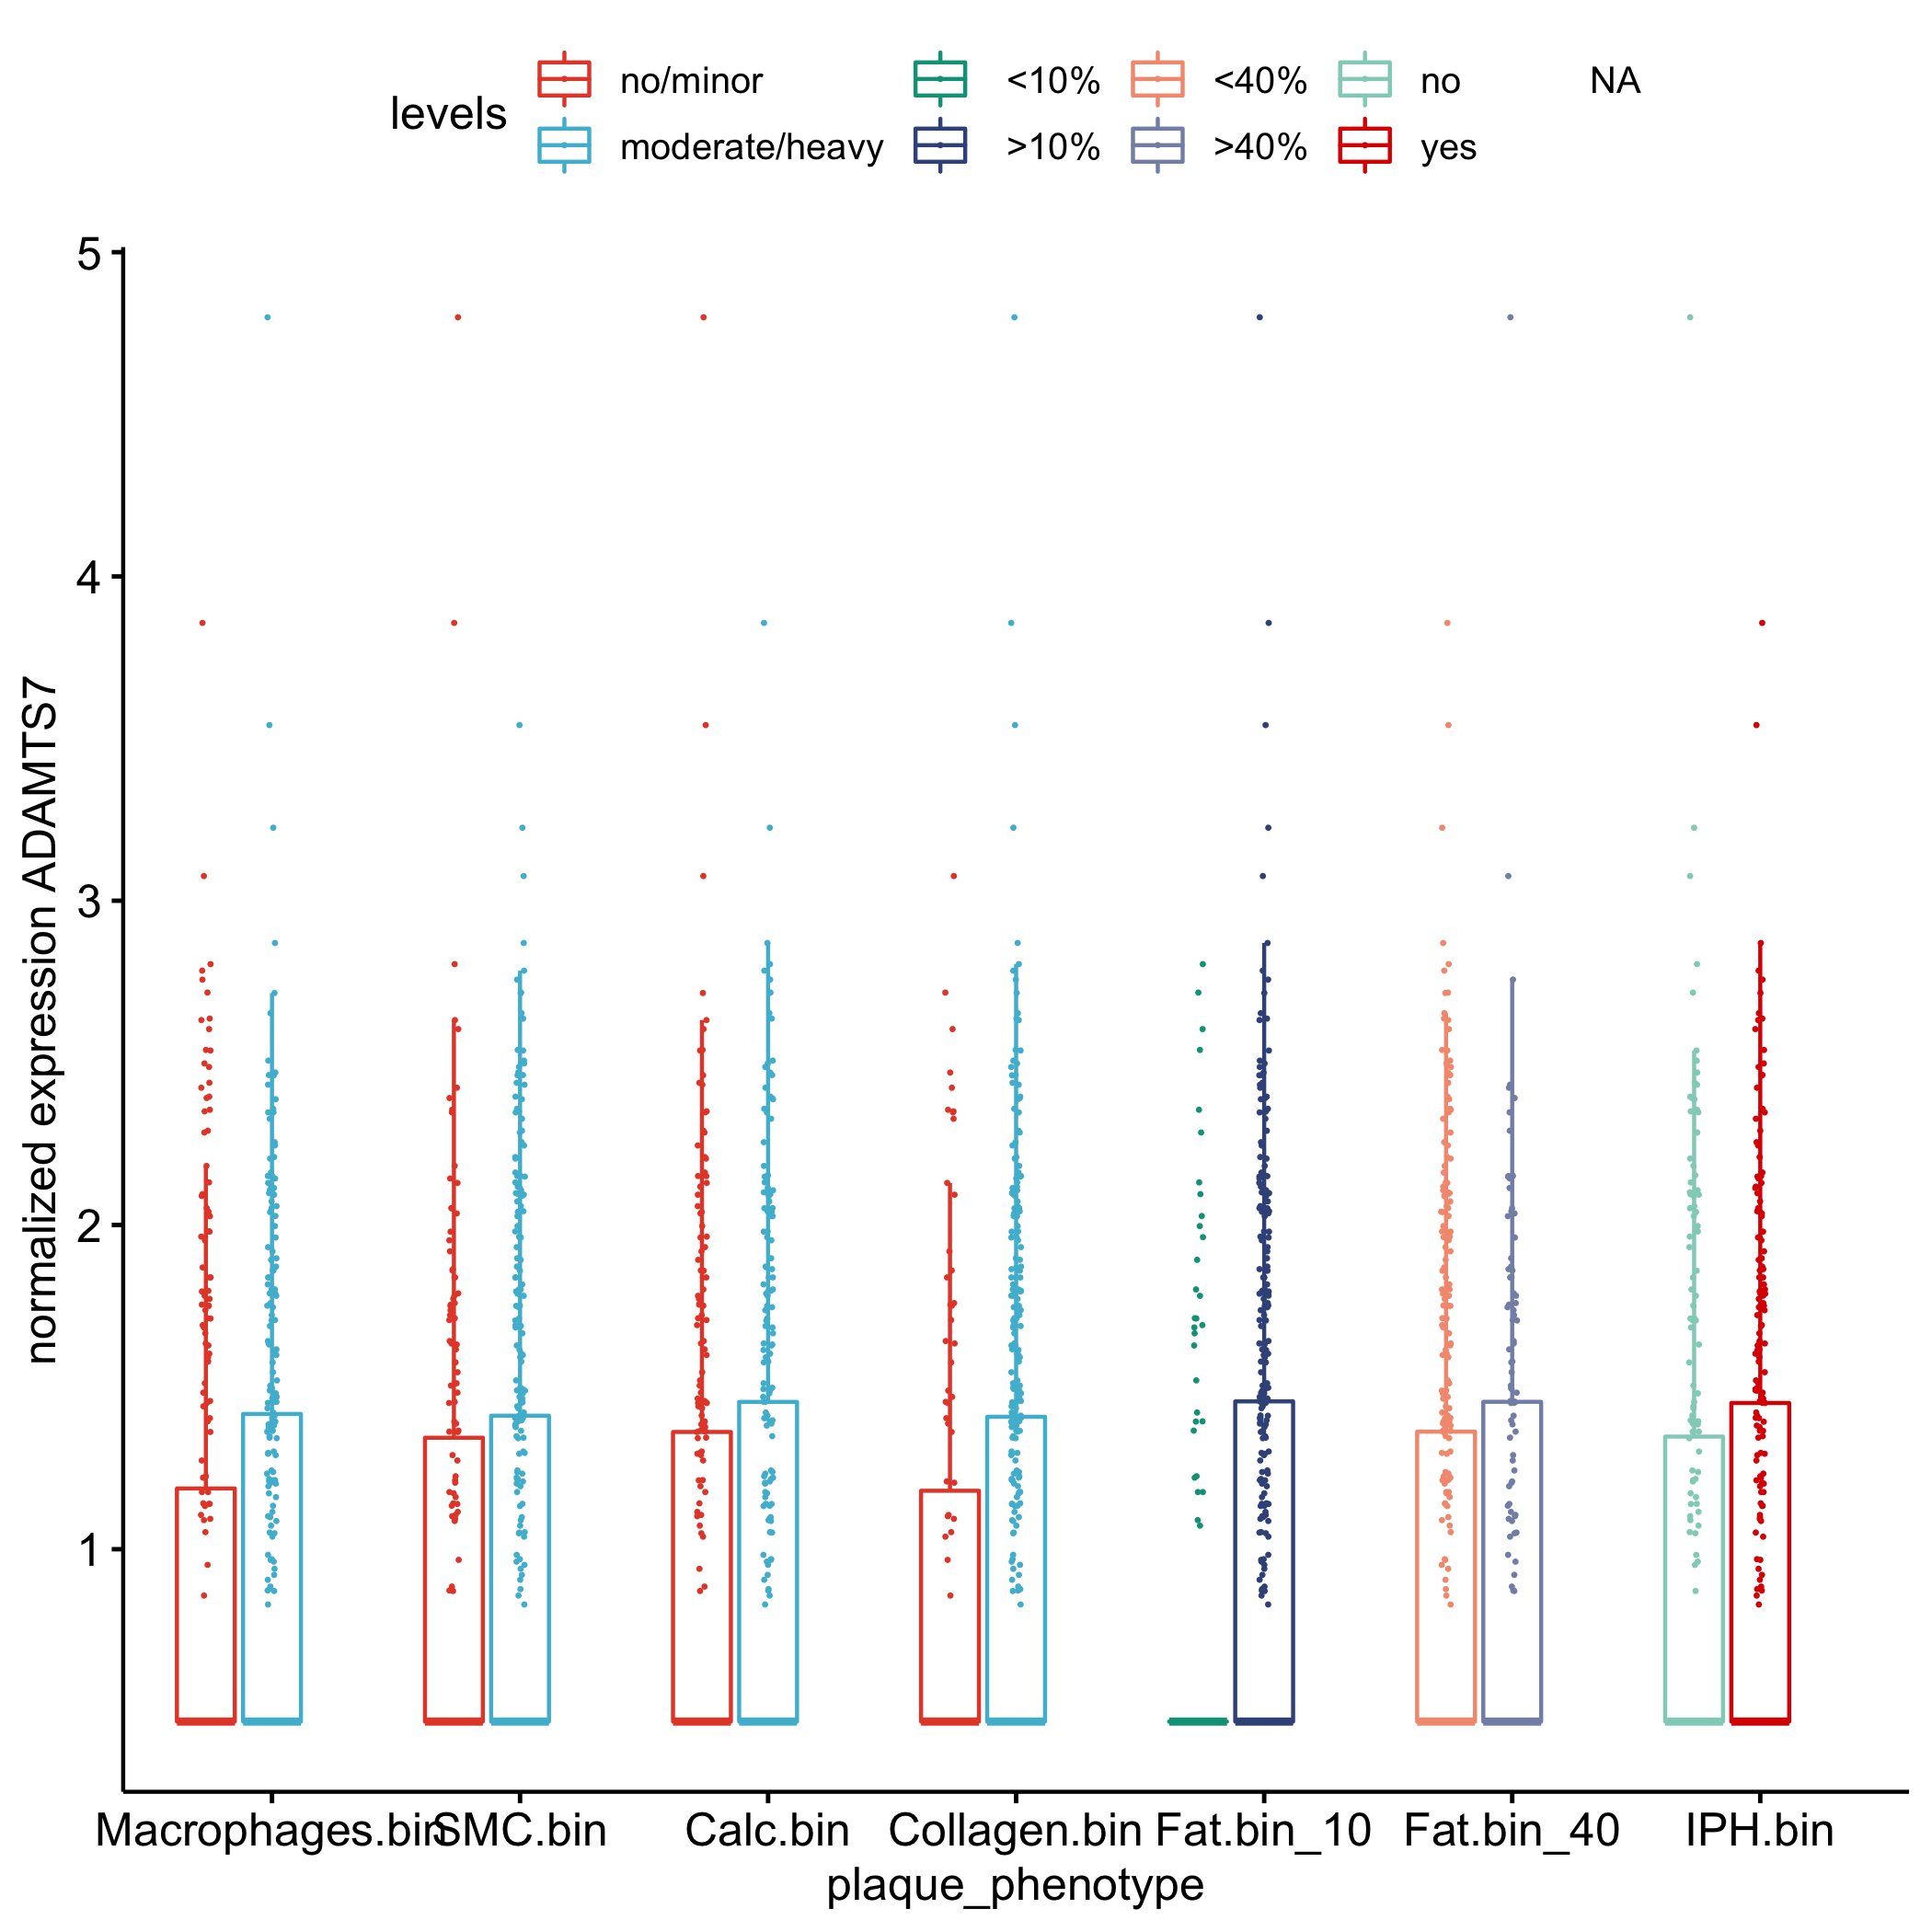 levels no/minor <10% <40% no NA
moderate/heavy >10% >40% yes
normalized expression ADAMTS7
5
4
3
2
1
Macrophages.bin SMC.bin Calc.bin Collagen.bin Fat.bin_10 Fat.bin_40 IPH.bin
plaque_phenotype